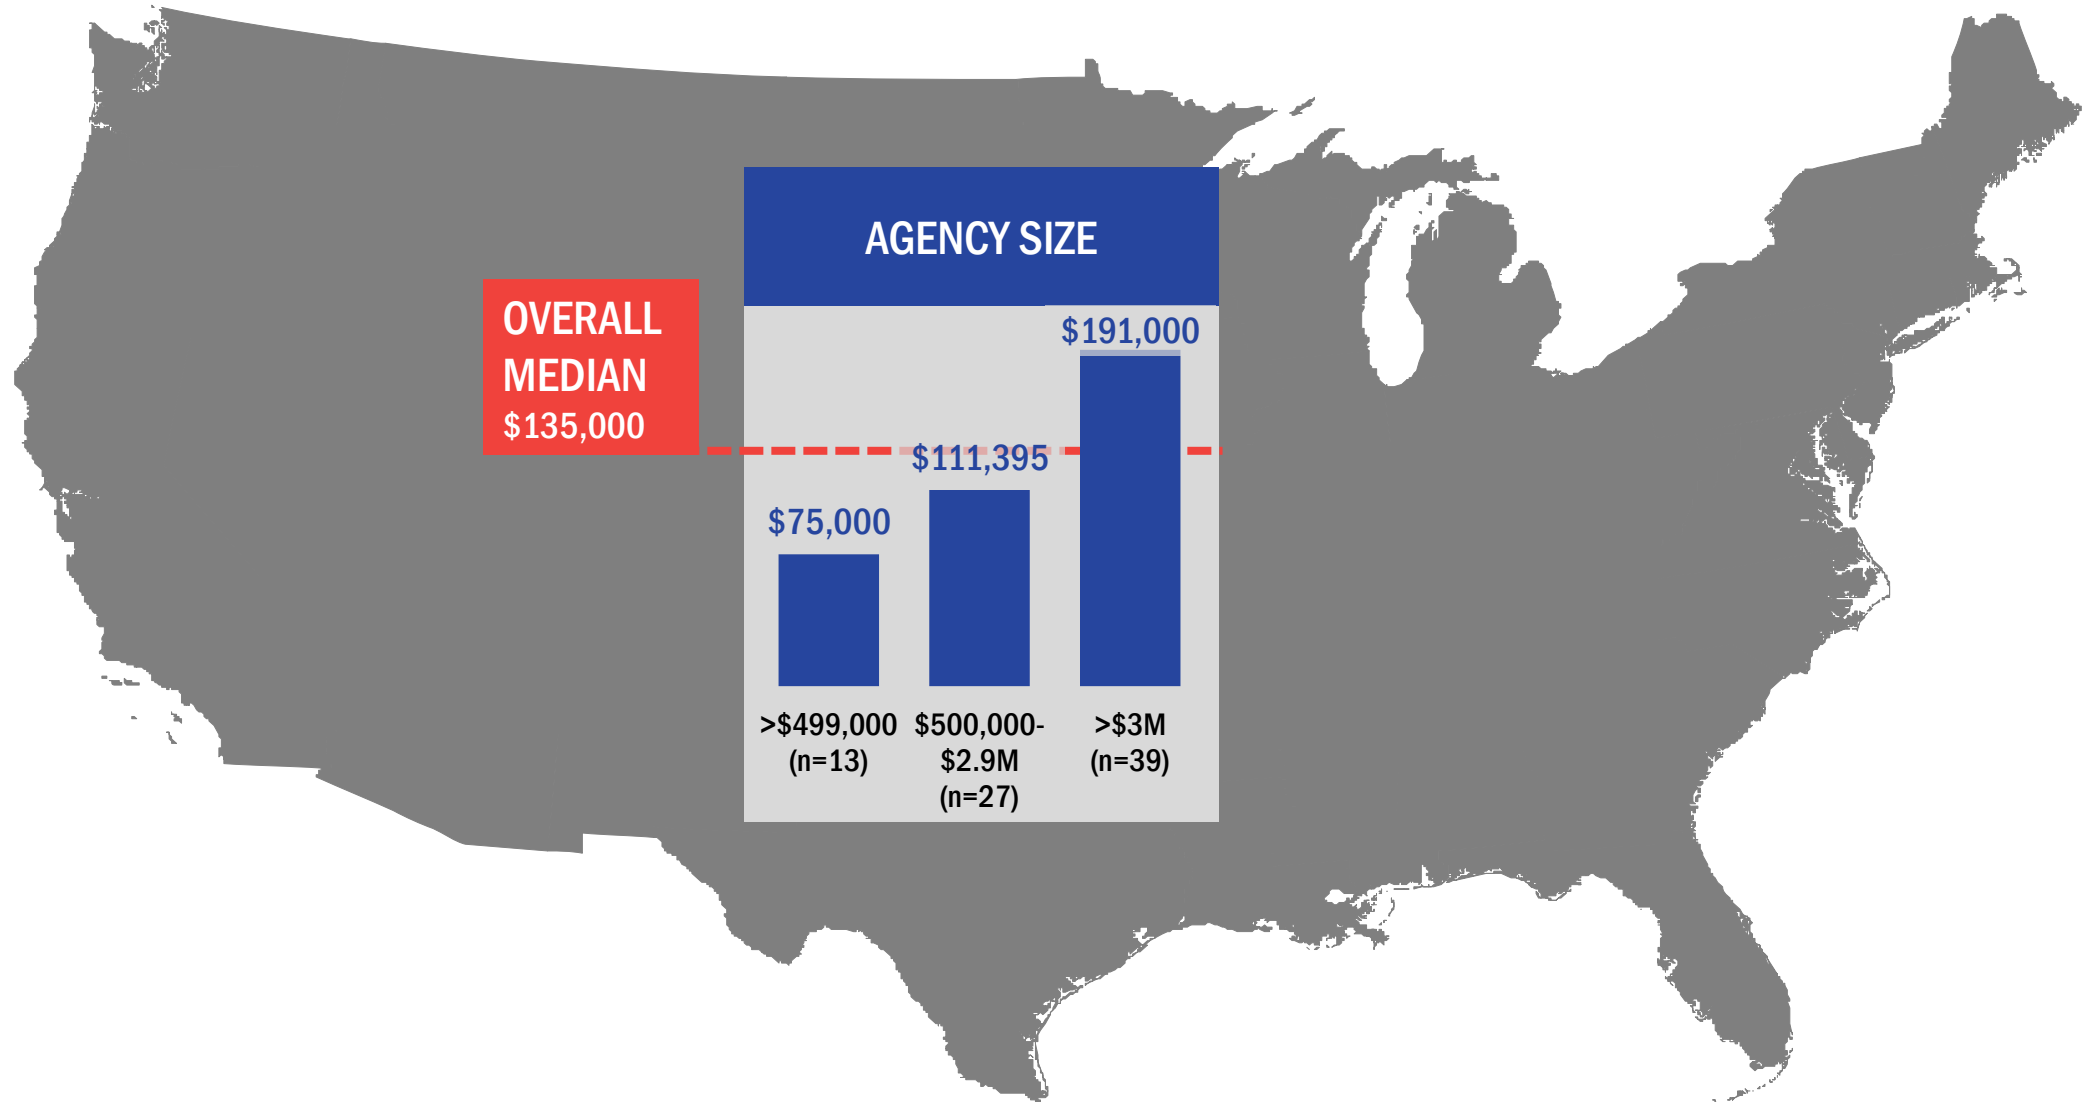 AGENCY SIZE
OVERALL
MEDIAN
$135,000
$191,000
$111,395
$75,000
>$499,000
(n=13)
$500,000-
$2.9M
(n=27)
>$3M
(n=39)